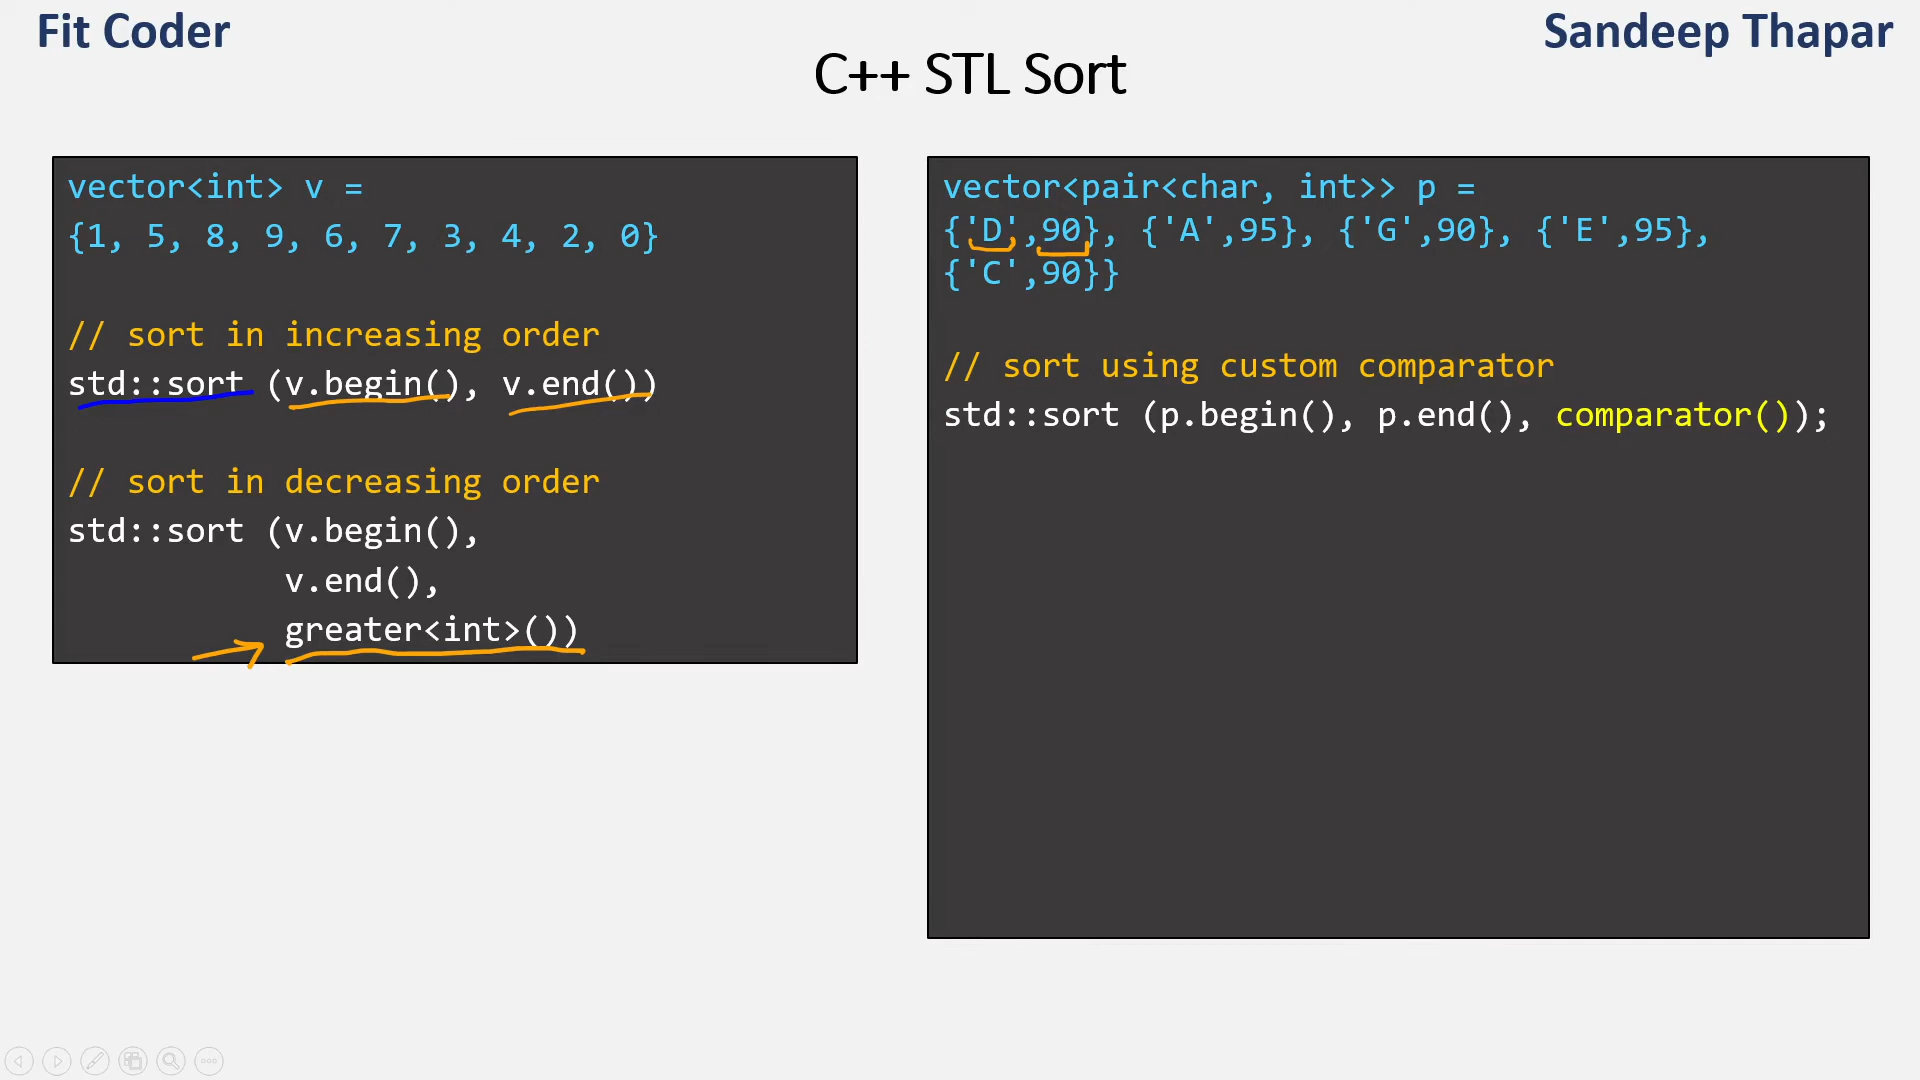 Fit Coder
Sandeep Thapar
C++ STL Sort
vector<int> v =
{1, 5, 8, 9, 6, 7, 3, 4, 2, 0}
// sort in increasing order
std::sort (v.begin(), v.end())
// sort in decreasing order
std::sort (v.begin(),
v.end(),
greater<int>())
vector<pair<char, int>> p =
{'D',90}, {'A',95}, {'G',90}, {'E',95},
{'C',90}}
// sort using custom comparator
std::sort (p.begin(), p.end(), comparator());